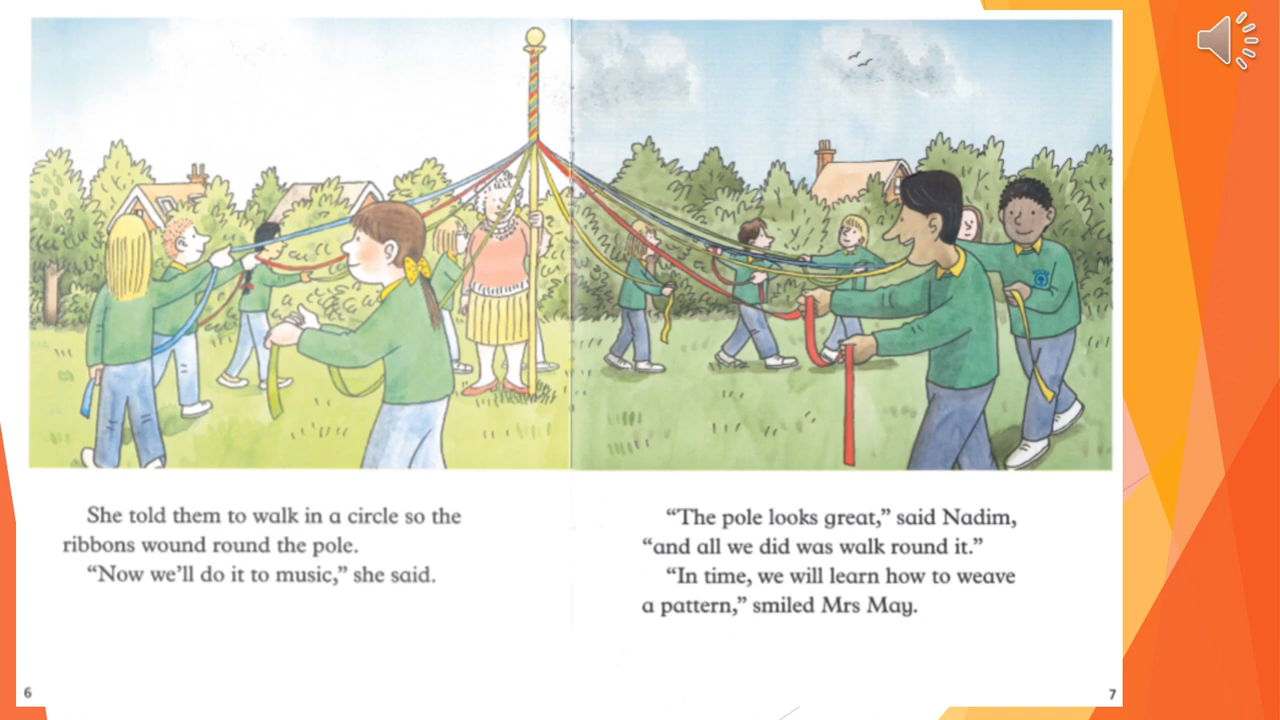 She told them to walk in a circle so the
ribbons wound round the pole.
“Now we’ll do it to music,” she said.
6
“The pole looks great,” said Nadim,
“and all we did was walk round it.”
“In time, we will learn how to weave
a pattern,” smiled Mrs May.
7